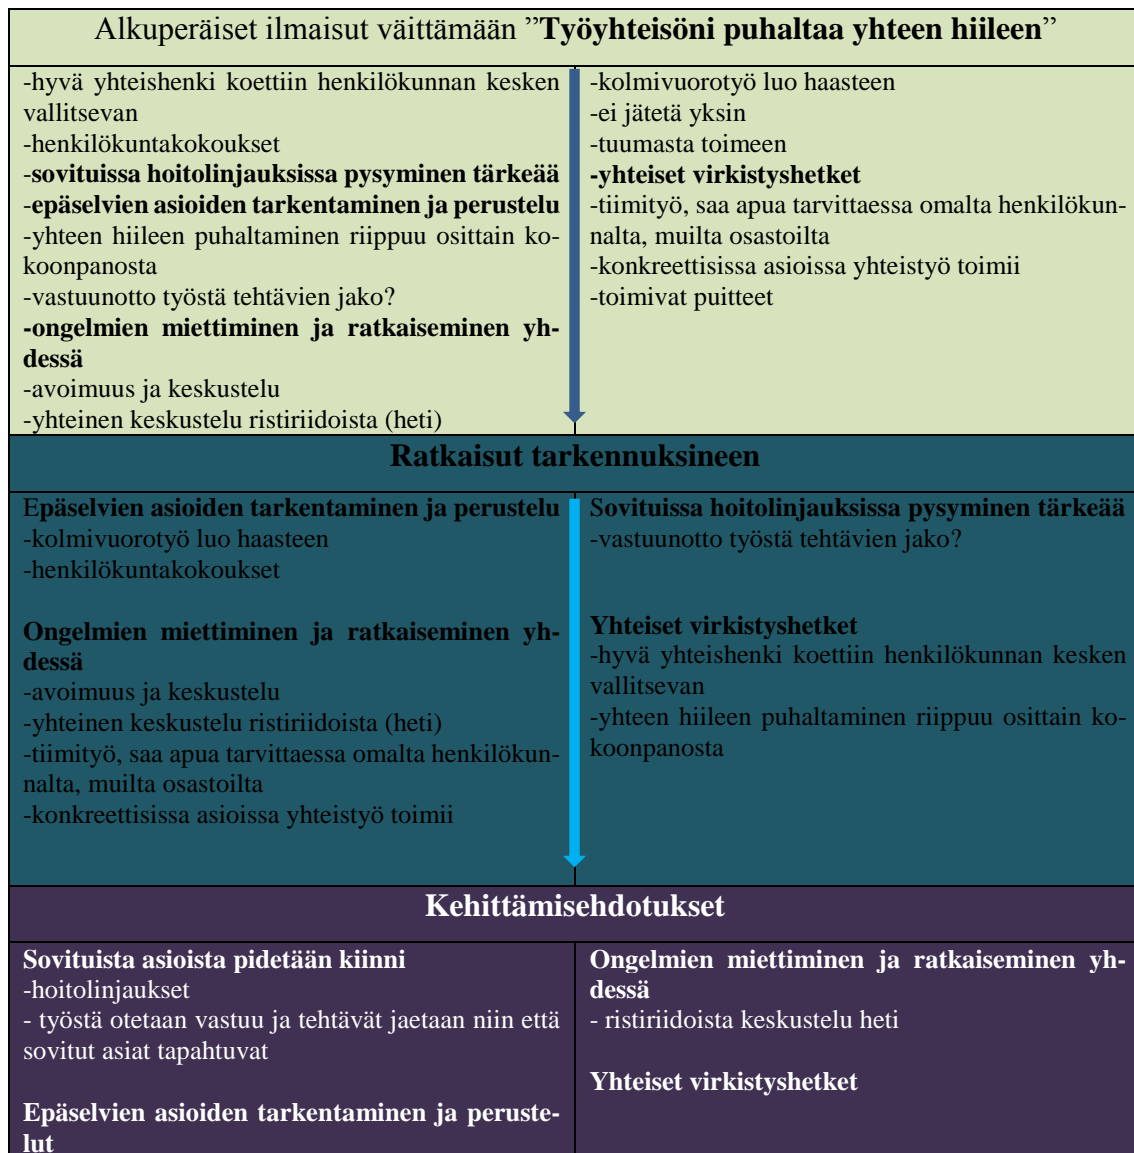 Alkuperäiset ilmaisut väittämään ”Työyhteisöni puhaltaa yhteen hiileen”
-hyvä yhteishenki koettiin henkilökunnan kesken
vallitsevan
-henkilökuntakokoukset
-sovituissa hoitolinjauksissa pysyminen tärkeää
-epäselvien asioiden tarkentaminen ja perustelu
-yhteen hiileen puhaltaminen riippuu osittain ko-
koonpanosta
-vastuunotto työstä tehtävien jako?
-ongelmien miettiminen ja ratkaiseminen yh-
dessä
-avoimuus ja keskustelu
-yhteinen keskustelu ristiriidoista (heti)
-kolmivuorotyö luo haasteen
-ei jätetä yksin
-tuumasta toimeen
-yhteiset virkistyshetket
-tiimityö, saa apua tarvittaessa omalta henkilökun-
nalta, muilta osastoilta
-konkreettisissa asioissa yhteistyö toimii
-toimivat puitteet
Ratkaisut tarkennuksineen
Epäselvien asioiden tarkentaminen ja perustelu
-kolmivuorotyö luo haasteen
-henkilökuntakokoukset
Ongelmien miettiminen ja ratkaiseminen yh-
dessä
-avoimuus ja keskustelu
-yhteinen keskustelu ristiriidoista (heti)
-tiimityö, saa apua tarvittaessa omalta henkilökun-
nalta, muilta osastoilta
-konkreettisissa asioissa yhteistyö toimii
Sovituissa hoitolinjauksissa pysyminen tärkeää
-vastuunotto työstä tehtävien jako?
Yhteiset virkistyshetket
-hyvä yhteishenki koettiin henkilökunnan kesken
vallitsevan
-yhteen hiileen puhaltaminen riippuu osittain ko-
koonpanosta
Kehittämisehdotukset
Sovituista asioista pidetään kiinni
-hoitolinjaukset
- työstä otetaan vastuu ja tehtävät jaetaan niin että
sovitut asiat tapahtuvat
Epäselvien asioiden tarkentaminen ja peruste-
lut
Ongelmien miettiminen ja ratkaiseminen yh-
dessä
- ristiriidoista keskustelu heti
Yhteiset virkistyshetket